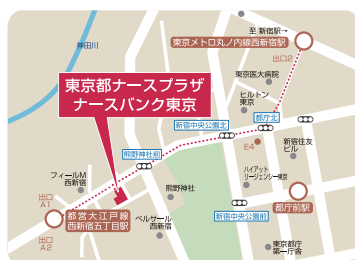 至 新宿駅→
東京メトロ丸ノ内線西新宿駅
神田川
出口2
東京医大病院
東京都ナースプラザ
ナースバンク東京
ヒルトン
東京
都庁北
新宿中央公園北
E4
新宿住友
ビル
熊野神社前
フィールM
西新宿
熊野神社
ハイアット
リージェンシー東京
出口
A1
都庁前駅
都営大江戸線
西新宿五丁目駅
ベルサール
西新宿
新宿中央公園前
出口
A2
東京都庁
第一庁舎